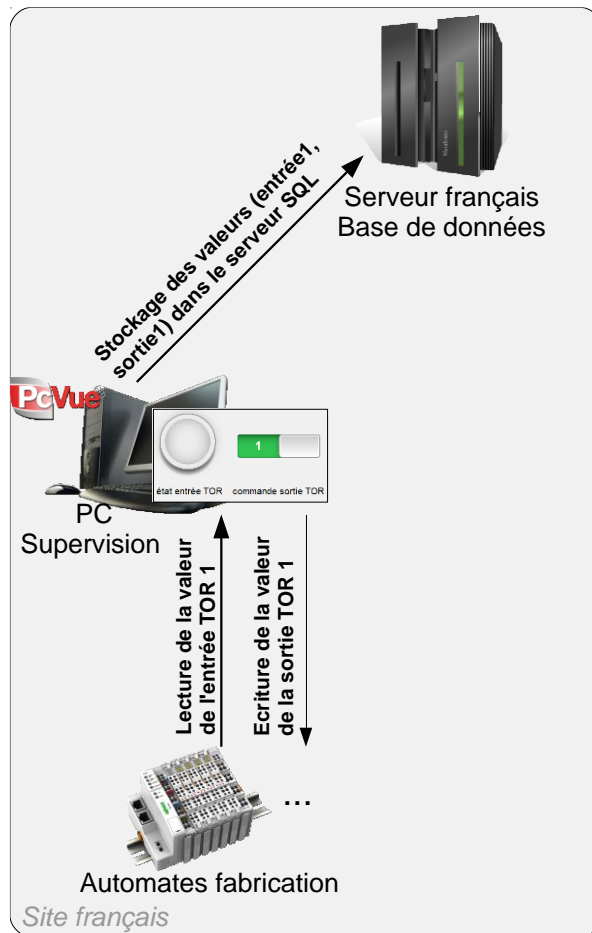 Serveur français
Base de données
Stockage des valeurs (entrée1,
sortie1) dans le serveur SQL
PcVue
1
état entrée TOR
commande sortie TOR
PC
Supervision
Lecture de la valeur
de l'entrée TOR 1
Ecriture de la valeur
de la sortie TOR 1
...
Automates fabrication
Site français